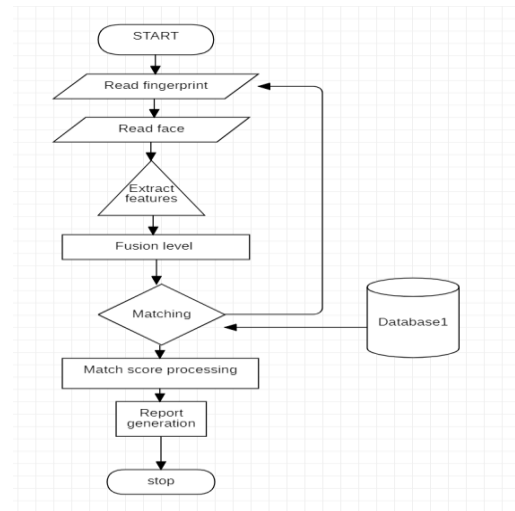 START
Read fingerprint
Read face
Extract
features
Fusion level
Matching
Database1
Match score processing
Report
generation
stop